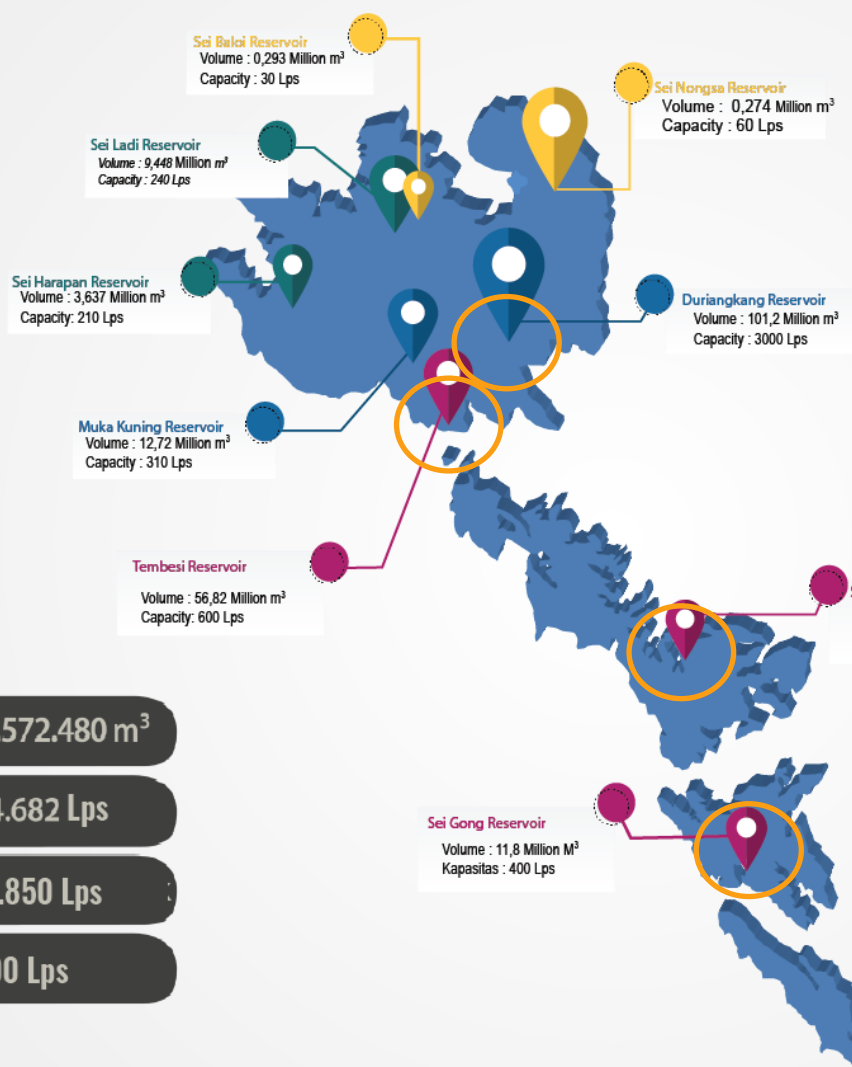 Sei Baloi Reservoir
Volume : 0,293 Million m³
Capacity : 30 Lps
Sei Nongsa Reservoir
Volume : 0,274 Million m³
Capacity : 60 Lps
Sei Ladi Reservoir
Volume : 9,448 Million m³
Capacity : 240 Lps
Sei Harapan Reservoir
Volume : 3,637 Million m³
Capacity: 210 Lps
Duriangkang Reservoir
Volume : 101,2 Million m³
Capacity : 3000 Lps
Muka Kuning Reservoir
Volume : 12,72 Million m³
Capacity : 310 Lps
Tembesi Reservoir
Volume : 56,82 Million m³
Capacity: 600 Lps
.572.480 m³
.682 Lps
.850 Lps
0 Lps
Sei Gong Reservoir
Volume : 11,8 Million M³
Kapasitas : 400 Lps